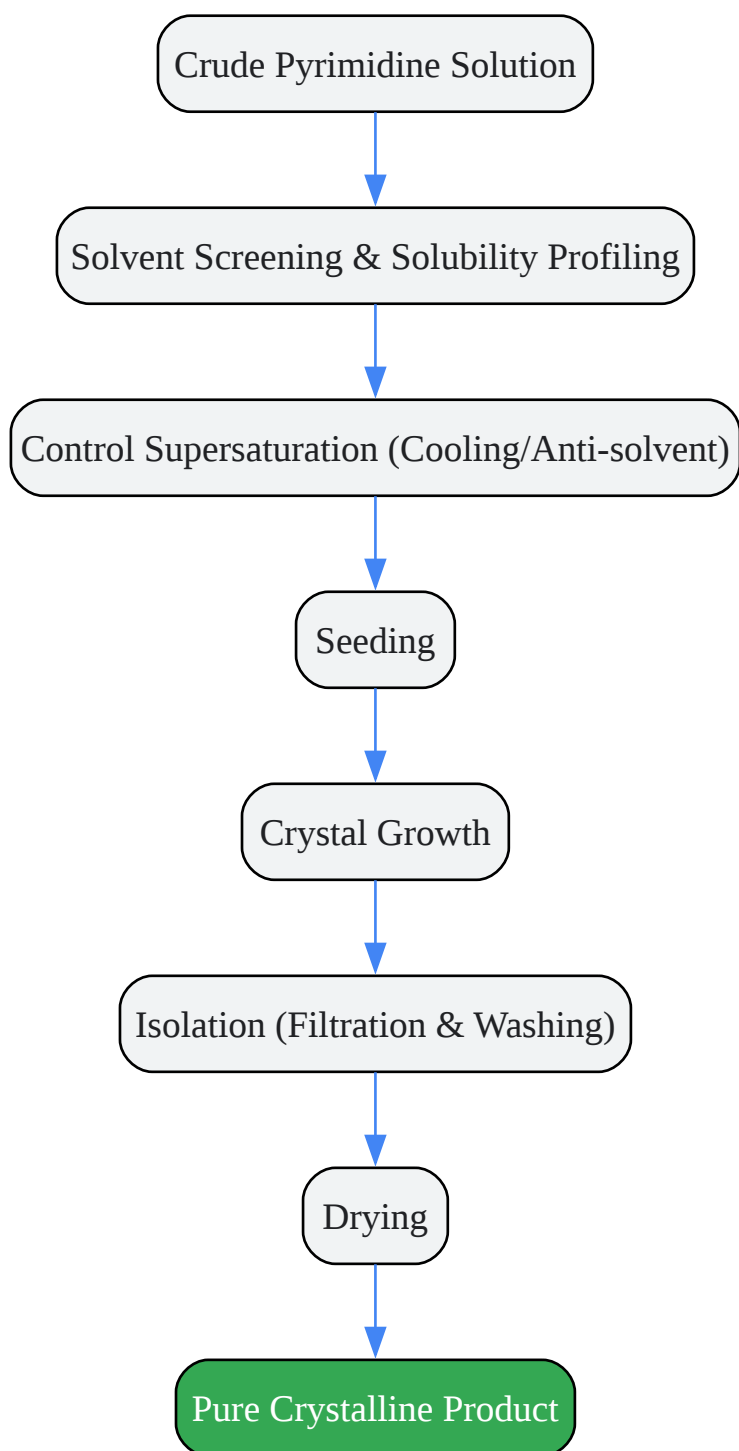 Crude Pyrimidine Solution
Solvent Screening & Solubility Profiling
Control Supersaturation (Cooling/Anti-solvent)
Seeding
Crystal Growth
Isolation (Filtration & Washing)
Drying
Pure Crystalline Product